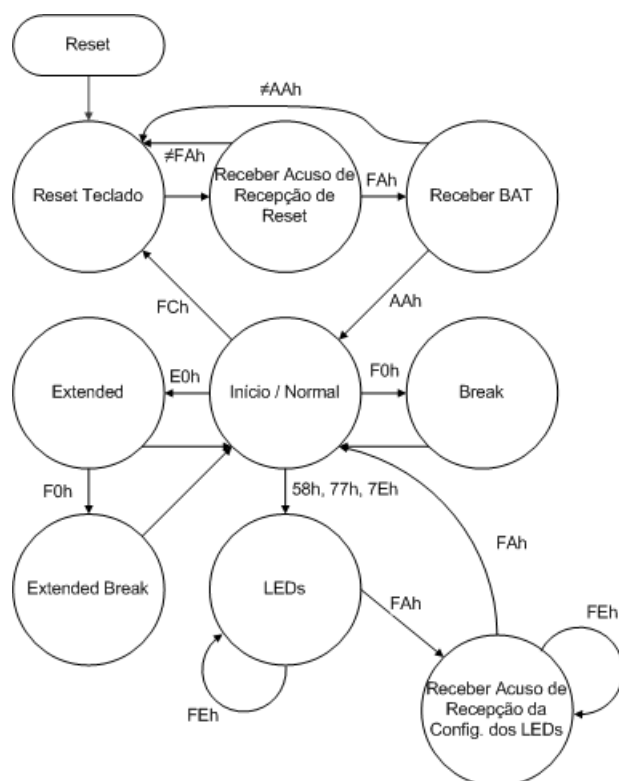 Reset
≠AAh
≠FAh
Reset Teclado
Receber Acuso de
Recepção de
Reset
FAh
Receber BAT
FCh
AAh
Extended
E0h
Início / Normal
F0h
Break
F0h
58h, 77h, 7Eh
Extended Break
LEDs
FAh
FAh
FEh
FEh
Receber Acuso de
Recepção da
Config. dos LEDs